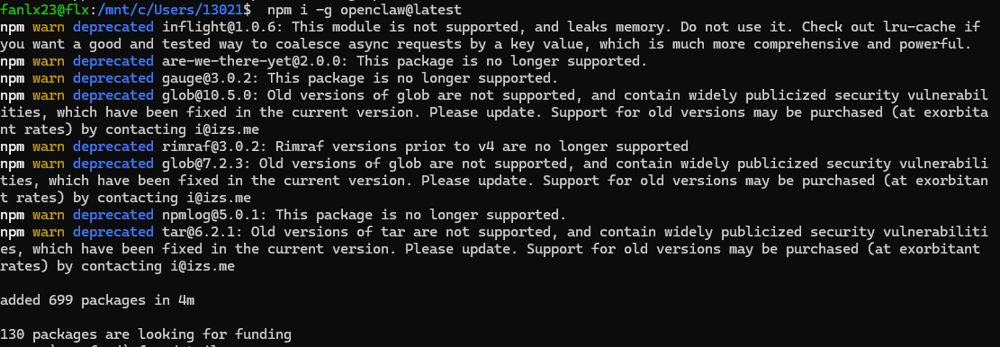 fanlx23@flx:/mnt/c/Users/13021$ npm i -g openclaw@latest
npm warn deprecated inflight@1.0.6: This module is not supported, and leaks memory. Do not use it. Check out lru-cache if
you want a good and tested way to coalesce async requests by a key value, which is much more comprehensive and powerful.
npm warn deprecated are-we-there-yet@2.0.0: This package is no longer supported.
npm warn deprecated gauge@3.0.2: This package is no longer supported.
npm warn deprecated glob@10.5.0: Old versions of glob are not supported, and contain widely publicized security vulnerabil
ities, which have been fixed in the current version. Please update. Support for old versions may be purchased (at exorbita
nt rates) by contacting i@izs.me
npm warn deprecated rimraf@3.0.2: Rimraf versions prior to v4 are no longer supported
npm warn deprecated glob@7.2.3: Old versions of glob are not supported, and contain widely publicized security vulnerabili
ties, which have been fixed in the current version. Please update. Support for old versions may be purchased (at exorbitan
t rates) by contacting i@izs.me
npm warn deprecated npmlog@5.0.1: This package is no longer supported.
npm warn deprecated tar@6.2.1: Old versions of tar are not supported, and contain widely publicized security vulnerabiliti
es, which have been fixed in the current version. Please update. Support for old versions may be purchased (at exorbitant
rates) by contacting i@izs.me
added 699 packages in 4m
130 packages are looking for funding